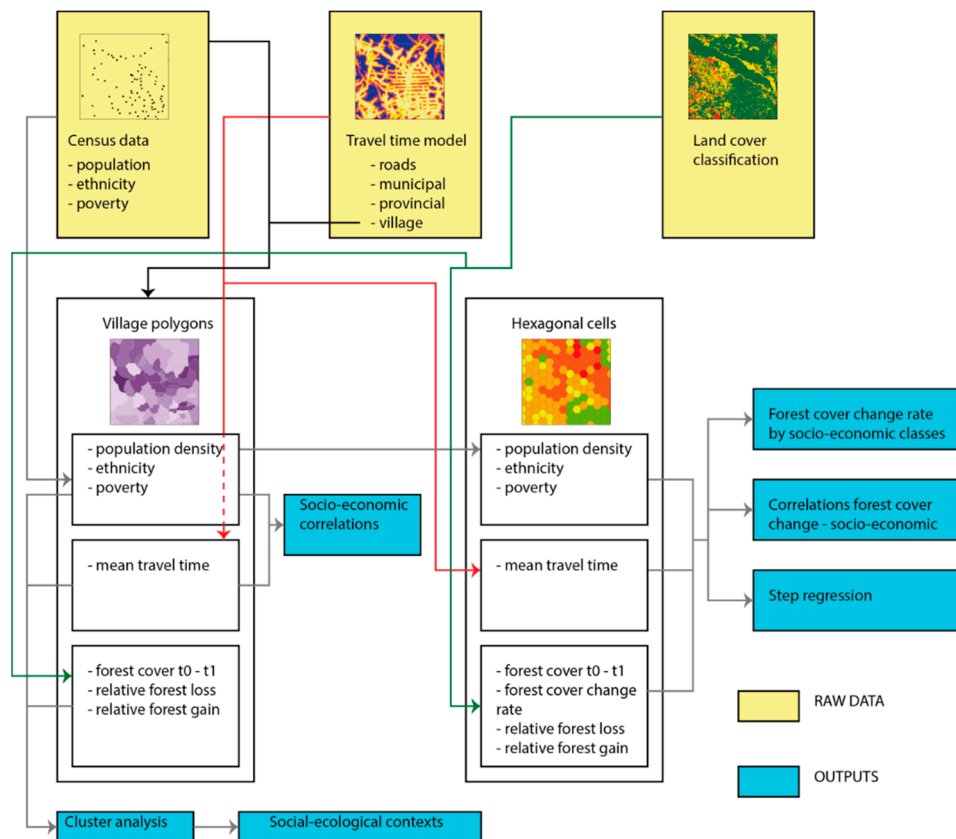 Census data
- population
- ethnicity
- poverty
Travel time model
- roads
- municipal
- provincial
- village
Land cover
classification
Village polygons
- population density
- ethnicity
- poverty
- mean travel time
- forest cover t0 - t1
- relative forest loss
- relative forest gain
Socio-economic
correlations
Hexagonal cells
- population density
- ethnicity
- poverty
- mean travel time
- forest cover t0 - t1
- forest cover change
rate
- relative forest loss
- relative forest gain
Forest cover change rate
by socio-economic classes
Correlations forest cover
change - socio-economic
Step regression
RAW DATA
OUTPUTS
Cluster analysis
Social-ecological contexts